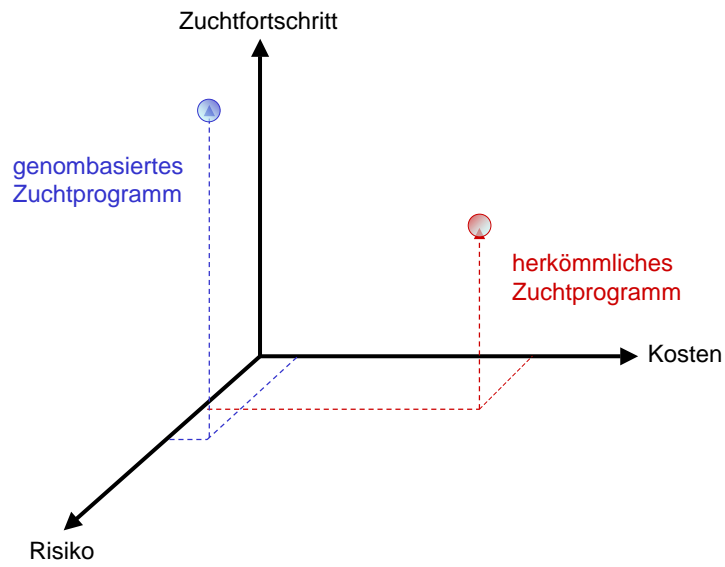 Zuchtfortschritt
genombasiertes
Zuchtprogramm
herkömmliches
Zuchtprogramm
Kosten
Risiko